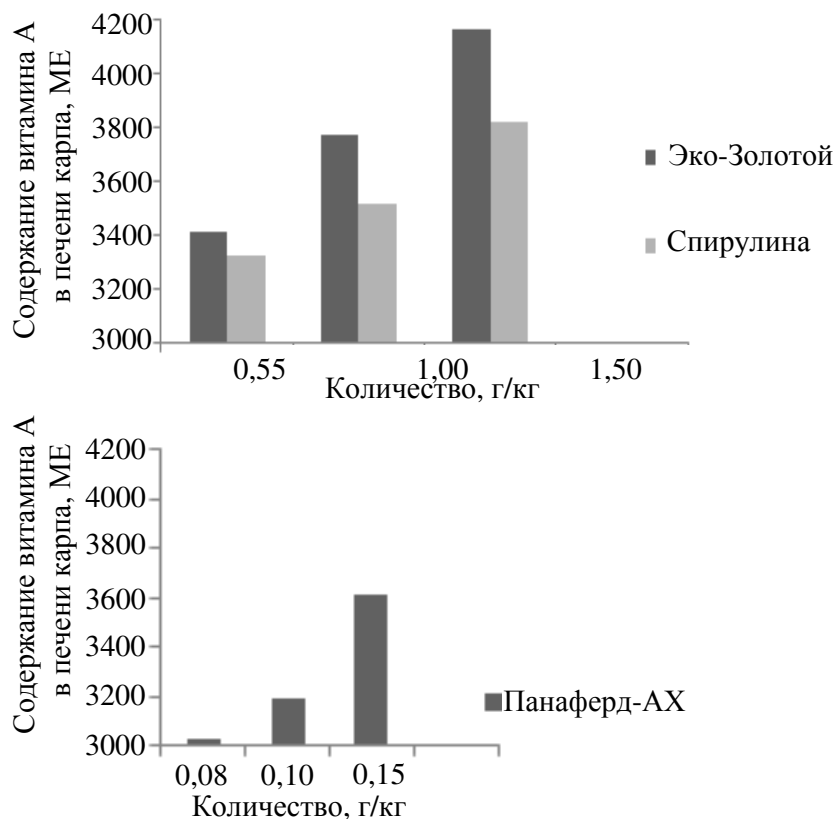 Содержание витамина А
в печени карпа, МЕ
4200
4000
3800
3600
3400
3200
3000
0,55 1,00 1,50
Количество, г/кг
Эко-Золотой
Спирулина
Содержание витамина А
в печени карпа, МЕ
4200
4000
3800
3600
3400
3200
3000
0,08 0,10 0,15
Количество, г/кг
Панаферд-АХ